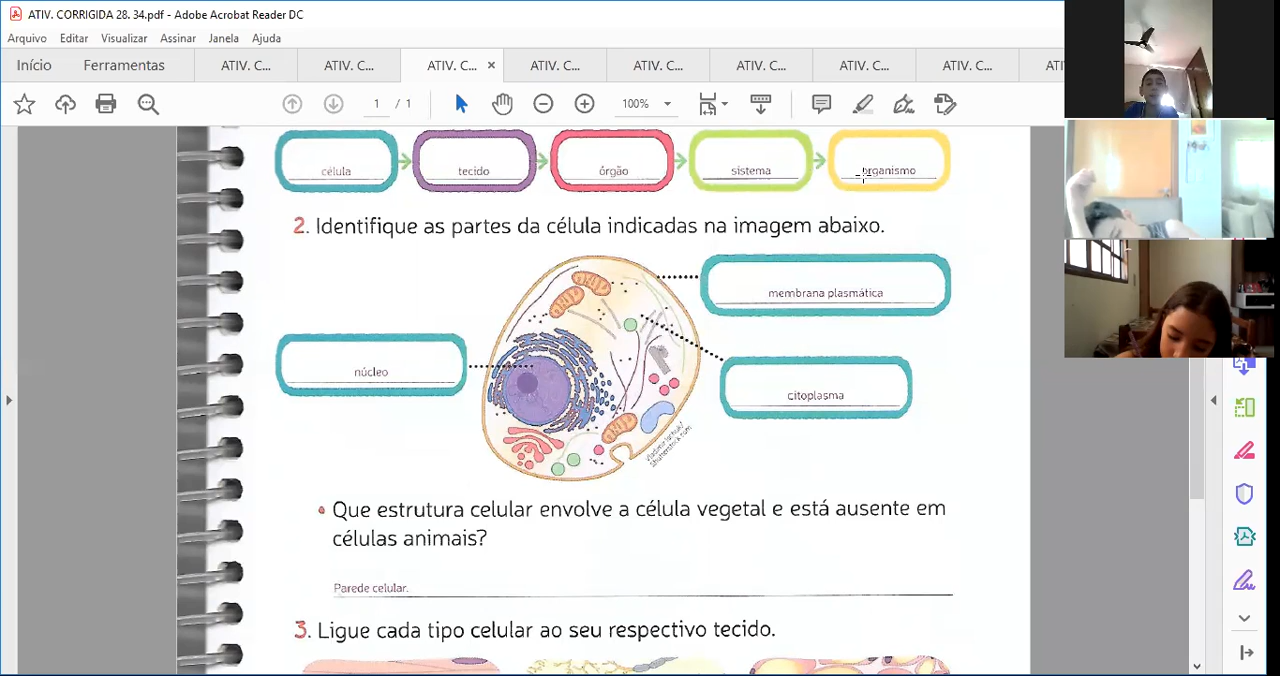 ATIV. CORRIGIDA 28. 34.pdf - Adobe Acrobat Reader DC
Arquivo Editar Visualizar Assinar Janela Ajuda
Início Ferramentas ATIV. C... ATIV. C... ATIV. C... × ATIV. C... ATIV. C... ATIV. C... ATIV. C... ATIV. C...
1 / 1 100%
célula tecido órgão sistema organismo
2. Identifique as partes da célula indicadas na imagem abaixo.
membrana plasmática
núcleo
citoplasma
shutterstock.com
Que estrutura celular envolve a célula vegetal e está ausente em
células animais?
Parede celular.
3. Ligue cada tipo celular ao seu respectivo tecido.